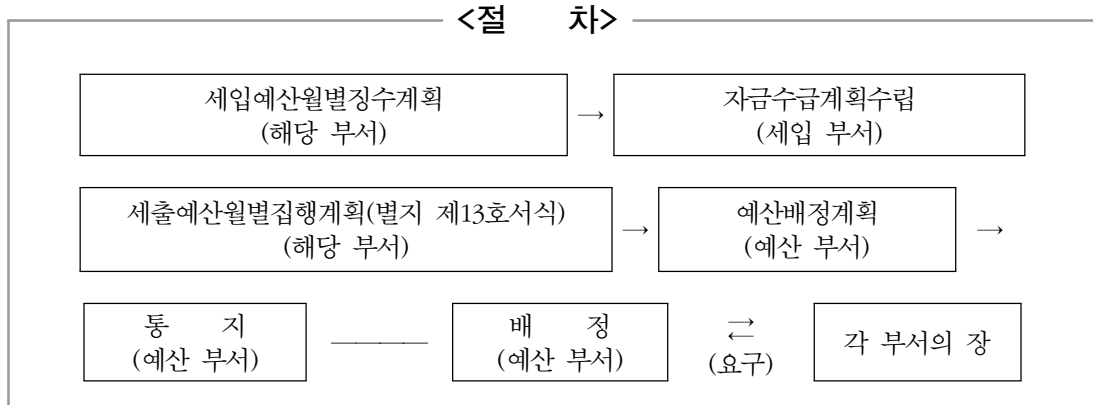 <절 차>
세입예산월별징수계획
(해당 부서)
→
자금수급계획수립
(세입 부서)
세출예산월별집행계획(별지 제13호서식)
(해당 부서)
→
예산배정계획
(예산 부서)
→
통 지
(예산 부서)
배 정
(예산 부서)
⇄
(요구)
각 부서의 장